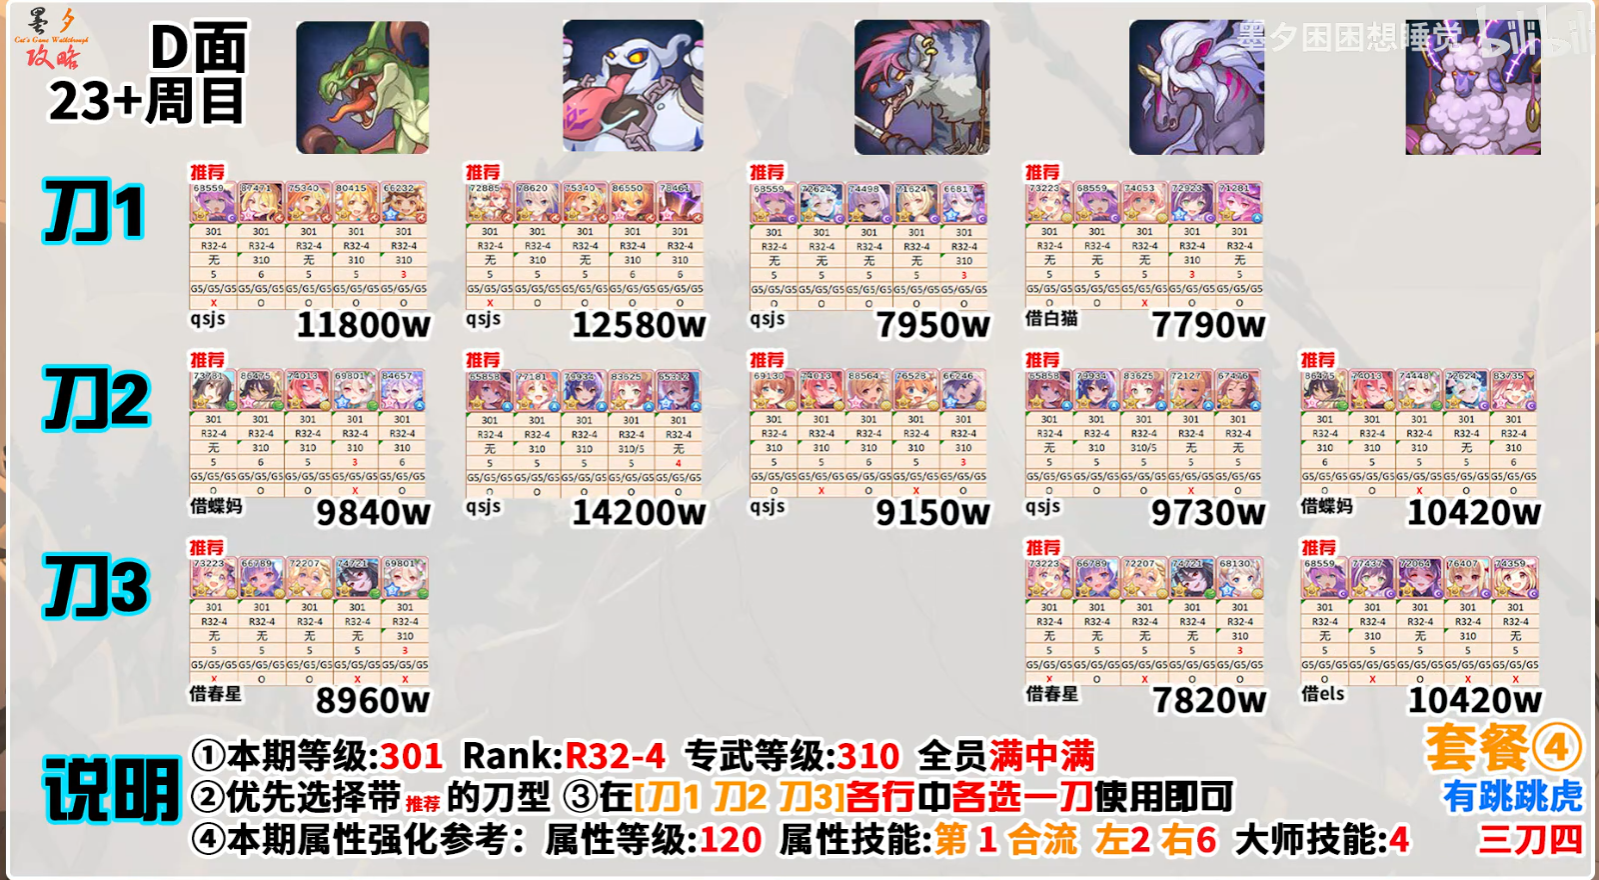 墨夕
Cat's Game Walkthrough
攻略
D面
23+周目
墨夕困困想睡觉 bilibili
刀1
推荐
68559 87471 75340 80415 66232
301 301 301 301 301
R32-4 R32-4 R32-4 R32-4 R32-4
无 310 无 310 310
5 6 5 5 3
G5/G5/G5 G5/G5/G5 G5/G5/G5 G5/G5/G5 G5/G5/G5
X O O O O
qsjs 11800w
推荐
72885 78620 75340 86550 78461
301 301 301 301 301
R32-4 R32-4 R32-4 R32-4 R32-4
无 310 无 310 310
5 5 5 6 6
G5/G5/G5 G5/G5/G5 G5/G5/G5 G5/G5/G5 G5/G5/G5
X O O O O
qsjs 12580w
推荐
68559 72624 74498 71624 66817
301 301 301 301 301
R32-4 R32-4 R32-4 R32-4 R32-4
无 无 无 无 310
5 5 5 5 3
G5/G5/G5 G5/G5/G5 G5/G5/G5 G5/G5/G5 G5/G5/G5
O O O O O
qsjs 7950w
推荐
73223 68559 74053 72923 71281
301 301 301 301 301
R32-4 R32-4 R32-4 R32-4 R32-4
无 无 无 310 无
5 5 5 3 5
G5/G5/G5 G5/G5/G5 G5/G5/G5 G5/G5/G5 G5/G5/G5
O O X O O
借白猫 7790w
刀2
推荐
73781 86475 74013 69801 84657
301 301 301 301 301
R32-4 R32-4 R32-4 R32-4 R32-4
无 310 310 310 310
5 6 5 3 6
G5/G5/G5 G5/G5/G5 G5/G5/G5 G5/G5/G5 G5/G5/G5
O O O X O
借蝶妈 9840w
推荐
65858 77181 79934 83625 65312
301 301 301 301 301
R32-4 R32-4 R32-4 R32-4 R32-4
无 310 310 310/5 无
5 5 5 5 4
G5/G5/G5 G5/G5/G5 G5/G5/G5 G5/G5/G5 G5/G5/G5
O O O O O
qsjs 14200w
推荐
69130 74013 88564 76528 66246
301 301 301 301 301
R32-4 R32-4 R32-4 R32-4 R32-4
310 310 310 310 310
5 5 6 5 3
G5/G5/G5 G5/G5/G5 G5/G5/G5 G5/G5/G5 G5/G5/G5
O X O X O
qsjs 9150w
推荐
65858 79934 83625 72127 67416
301 301 301 301 301
R32-4 R32-4 R32-4 R32-4 R32-4
无 310 310/5 无 无
5 5 5 5 5
G5/G5/G5 G5/G5/G5 G5/G5/G5 G5/G5/G5 G5/G5/G5
O O O X O
qsjs 9730w
推荐
86475 74013 74448 72624 83735
301 301 301 301 301
R32-4 R32-4 R32-4 R32-4 R32-4
310 310 310 无 310
6 5 5 5 6
G5/G5/G5 G5/G5/G5 G5/G5/G5 G5/G5/G5 G5/G5/G5
O O X O O
借蝶妈 10420w
刀3
推荐
73223 66789 72207 74721 69801
301 301 301 301 301
R32-4 R32-4 R32-4 R32-4 R32-4
无 无 无 无 310
5 5 5 5 3
G5/G5/G5 G5/G5/G5 G5/G5/G5 G5/G5/G5 G5/G5/G5
X O O X X
借春星 8960w
推荐
73223 66789 72207 74721 68130
301 301 301 301 301
R32-4 R32-4 R32-4 R32-4 R32-4
无 无 无 无 310
5 5 5 5 3
G5/G5/G5 G5/G5/G5 G5/G5/G5 G5/G5/G5 G5/G5/G5
X O X O O
借春星 7820w
推荐
68559 77437 72064 76407 74359
301 301 301 301 301
R32-4 R32-4 R32-4 R32-4 R32-4
无 310 无 310 无
5 5 5 5 5
G5/G5/G5 G5/G5/G5 G5/G5/G5 G5/G5/G5 G5/G5/G5
O X O X X
借els 10420w
说明
①本期等级:301 Rank:R32-4 专武等级:310 全员满中满
②优先选择带 推荐 的刀型 ③在[刀1 刀2 刀3]各行中各选一刀使用即可
④本期属性强化参考：属性等级:120 属性技能:第 1 合流 左2 右6 大师技能:4
套餐④
有跳跳虎
三刀四